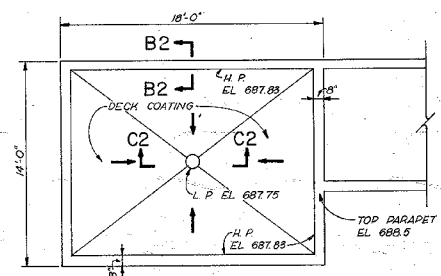 18'-0"
B2
B2
H.P.
EL 687.83
8"
DECK COATING
C2
C2
14'-0"
L.P. EL 687.75
H.P.
EL 687.83
TOP PARAPET
EL 688.5
8"